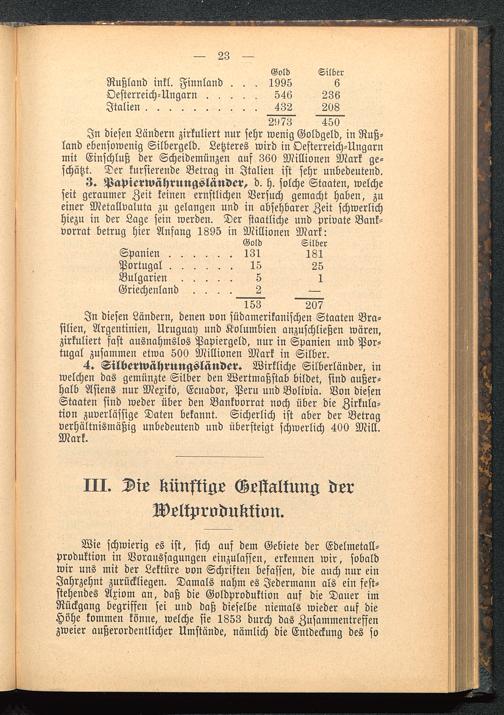 — 23 —
Gold Silber
Rußland inkl. Finnland . . . 1995 6
Oesterreich-Ungarn . . . . . 546 236
Italien . . . . . . . . . . 432 208
2973 450
In diesen Ländern zirkuliert nur sehr wenig Goldgeld, in Ruß-
land ebensowenig Silbergeld. Letzteres wird in Oesterreich-Ungarn
mit Einschluß der Scheidemünzen auf 360 Millionen Mark ge-
schätzt. Der kursierende Betrag in Italien ist sehr unbedeutend.
3. Papierwährungsländer, d. h. solche Staaten, welche
seit geraumer Zeit keinen ernstlichen Versuch gemacht haben, zu
einer Metallvaluta zu gelangen und in absehbarer Zeit schwerlich
hiezu in der Lage sein werden. Der staatliche und private Bank-
vorrat betrug hier Anfang 1895 in Millionen Mark:
Gold Silber
Spanien . . . . . . . 131 181
Portugal . . . . . . . 15 25
Bulgarien . . . . . . 5 1
Griechenland . . . . 2 —
153 207
In diesen Ländern, denen von südamerikanischen Staaten Bra-
silien, Argentinien, Uruguay und Kolumbien anzuschließen wären,
zirkuliert fast ausnahmslos Papiergeld, nur in Spanien und Por-
tugal zusammen etwa 500 Millionen Mark in Silber.
4. Silberwährungsländer. Wirkliche Silberländer, in
welchen das gemünzte Silber den Wertmaßstab bildet, sind außer-
halb Asiens nur Mexiko, Ecuador, Peru und Bolivia. Von diesen
Staaten sind weder über den Bankvorrat noch über die Zirkula-
tion zuverlässige Daten bekannt. Sicherlich ist aber der Betrag
verhältnismäßig unbedeutend und übersteigt schwerlich 400 Mill.
Mark.
III. Die künftige Gestaltung der
Weltproduktion.
Wie schwierig es ist, sich auf dem Gebiete der Edelmetall-
produktion in Voraussagungen einzulassen, erkennen wir, sobald
wir uns mit der Lektüre von Schriften befassen, die auch nur ein
Jahrzehnt zurückliegen. Damals nahm es Jedermann als ein fest-
stehendes Axiom an, daß die Goldproduktion auf die Dauer im
Rückgang begriffen sei und daß dieselbe niemals wieder auf die
Höhe kommen könne, welche sie 1853 durch das Zusammentreffen
zweier außerordentlicher Umstände, nämlich die Entdeckung des so